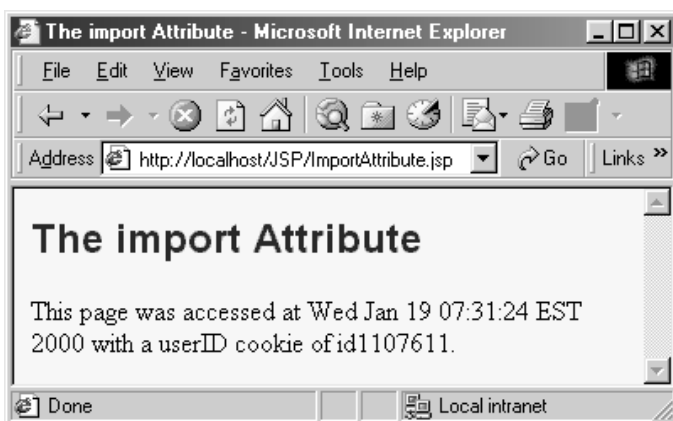 The import Attribute - Microsoft Internet Explorer
File Edit View Favorites Tools Help
Address http://localhost/JSP/ImportAttribute.jsp Go Links »
The import Attribute
This page was accessed at Wed Jan 19 07:31:24 EST
2000 with a userID cookie of id1107611.
Done Local intranet